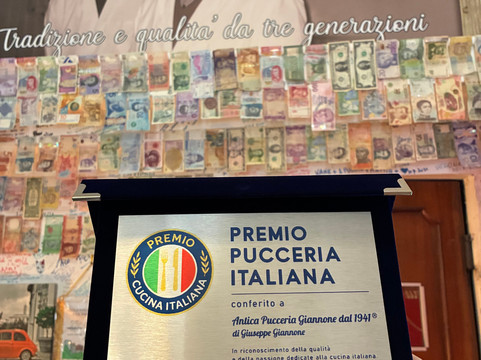 Tradizione e qualita' da tre generazioni
PREMIO
CUCINA ITALIANA
PREMIO
PUCCERIA
ITALIANA
conferito a
Antica Pucceria Giannone dal 1941®
di Giuseppe Giannone
In riconoscimento della qualità
e della passione dedicate alla cucina italiana